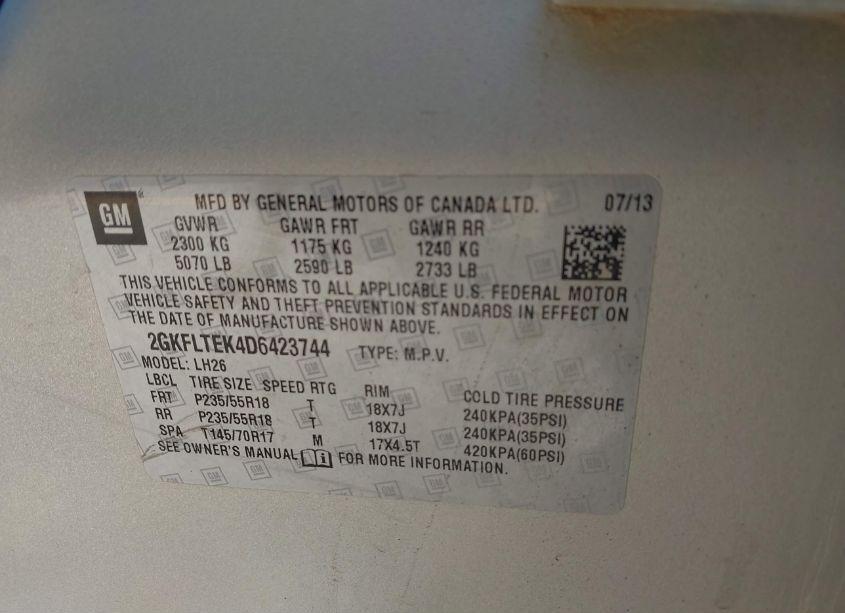 GM MFD BY GENERAL MOTORS OF CANADA LTD. 07/13
GVWR GAWR FRT GAWR RR
2300 KG 1175 KG 1240 KG
5070 LB 2590 LB 2733 LB
THIS VEHICLE CONFORMS TO ALL APPLICABLE U.S. FEDERAL MOTOR
VEHICLE SAFETY AND THEFT PREVENTION STANDARDS IN EFFECT ON
THE DATE OF MANUFACTURE SHOWN ABOVE.
2GKFLTEK4D6423744 TYPE: M.P.V.
MODEL: LH26
LBCL TIRE SIZE SPEED RTG RIM COLD TIRE PRESSURE
FRT P235/55R18 T 18X7J 240KPA(35PSI)
RR P235/55R18 T 18X7J 240KPA(35PSI)
SPA T145/70R17 M 17X4.5T 420KPA(60PSI)
SEE OWNER'S MANUAL FOR MORE INFORMATION.